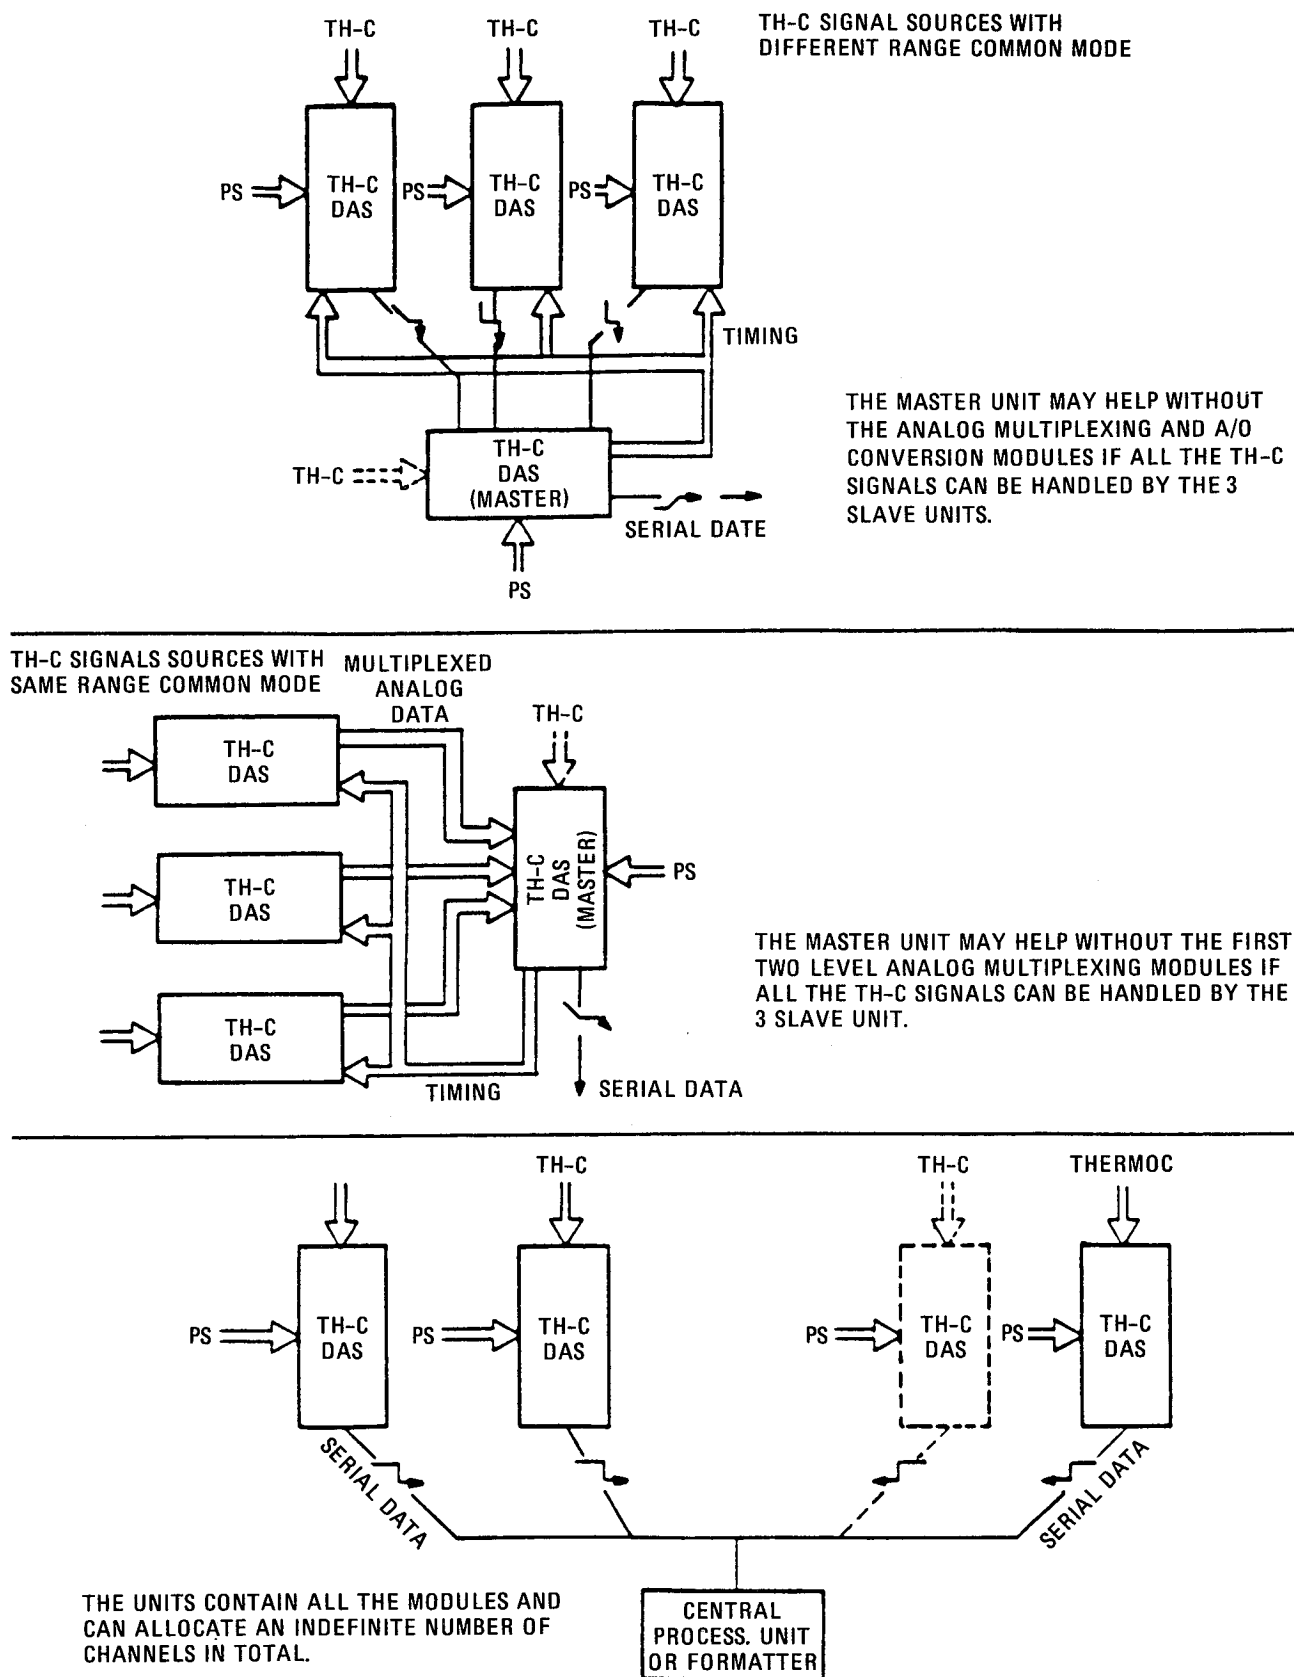 TH-C
TH-C
TH-C
TH-C SIGNAL SOURCES WITH
DIFFERENT RANGE COMMON MODE
PS
TH-C
DAS
PS
TH-C
DAS
PS
TH-C
DAS
TIMING
THE MASTER UNIT MAY HELP WITHOUT
THE ANALOG MULTIPLEXING AND A/O
CONVERSION MODULES IF ALL THE TH-C
SIGNALS CAN BE HANDLED BY THE 3
SLAVE UNITS.
TH-C
TH-C
DAS
(MASTER)
SERIAL DATE
PS
TH-C SIGNALS SOURCES WITH
SAME RANGE COMMON MODE
MULTIPLEXED
ANALOG
DATA
TH-C
TH-C
DAS
TH-C
DAS
TH-C
DAS
TH-C
DAS
(MASTER)
PS
THE MASTER UNIT MAY HELP WITHOUT THE FIRST
TWO LEVEL ANALOG MULTIPLEXING MODULES IF
ALL THE TH-C SIGNALS CAN BE HANDLED BY THE
3 SLAVE UNIT.
TIMING
SERIAL DATA
TH-C
TH-C
THERMOC
PS
TH-C
DAS
PS
TH-C
DAS
PS
TH-C
DAS
PS
TH-C
DAS
SERIAL DATA
SERIAL DATA
THE UNITS CONTAIN ALL THE MODULES AND
CAN ALLOCATE AN INDEFINITE NUMBER OF
CHANNELS IN TOTAL.
CENTRAL
PROCESS. UNIT
OR FORMATTER